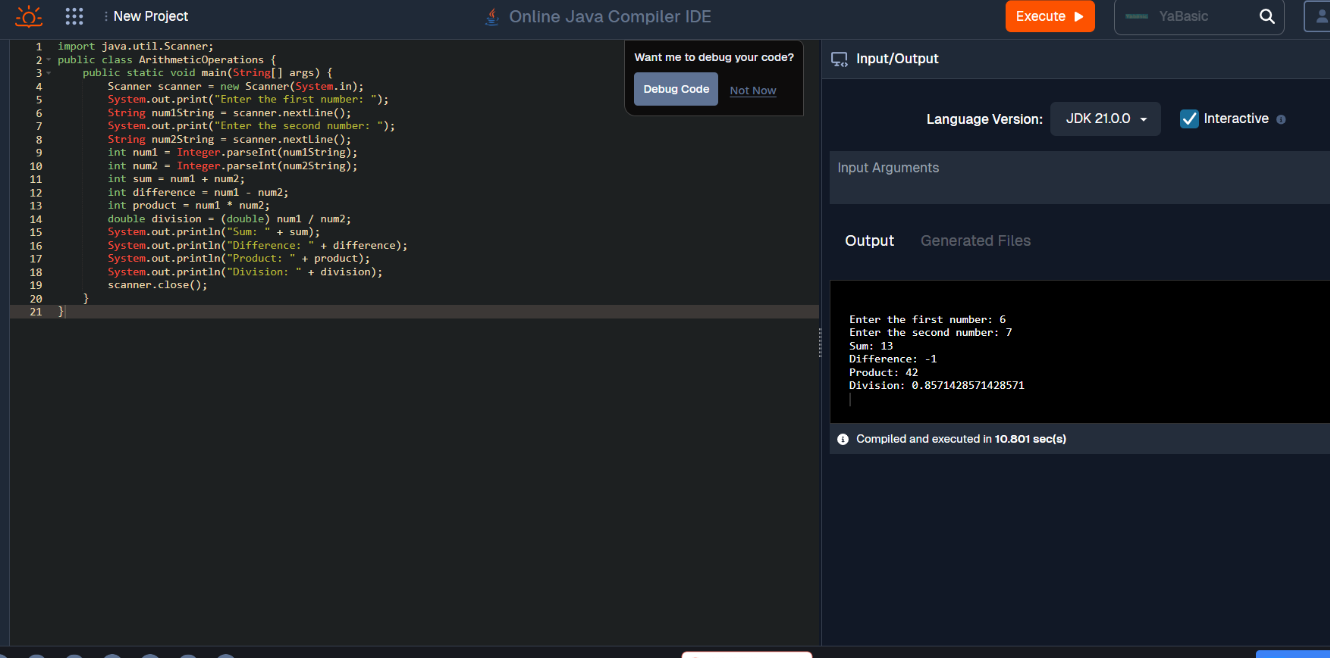 New Project
Online Java Compiler IDE
Execute
YaBasic
1 import java.util.Scanner;
2 public class ArithmeticOperations {
3     public static void main(String[] args) {
4         Scanner scanner = new Scanner(System.in);
5         System.out.print("Enter the first number: ");
6         String num1String = scanner.nextLine();
7         System.out.print("Enter the second number: ");
8         String num2String = scanner.nextLine();
9         int num1 = Integer.parseInt(num1String);
10         int num2 = Integer.parseInt(num2String);
11         int sum = num1 + num2;
12         int difference = num1 - num2;
13         int product = num1 * num2;
14         double division = (double) num1 / num2;
15         System.out.println("Sum: " + sum);
16         System.out.println("Difference: " + difference);
17         System.out.println("Product: " + product);
18         System.out.println("Division: " + division);
19         scanner.close();
20     }
21 }
Want me to debug your code?
Debug Code
Not Now
Input/Output
Language Version: JDK 21.0.0
Interactive
Input Arguments
Output
Generated Files
Enter the first number: 6
Enter the second number: 7
Sum: 13
Difference: -1
Product: 42
Division: 0.8571428571428571
Compiled and executed in 10.801 sec(s)